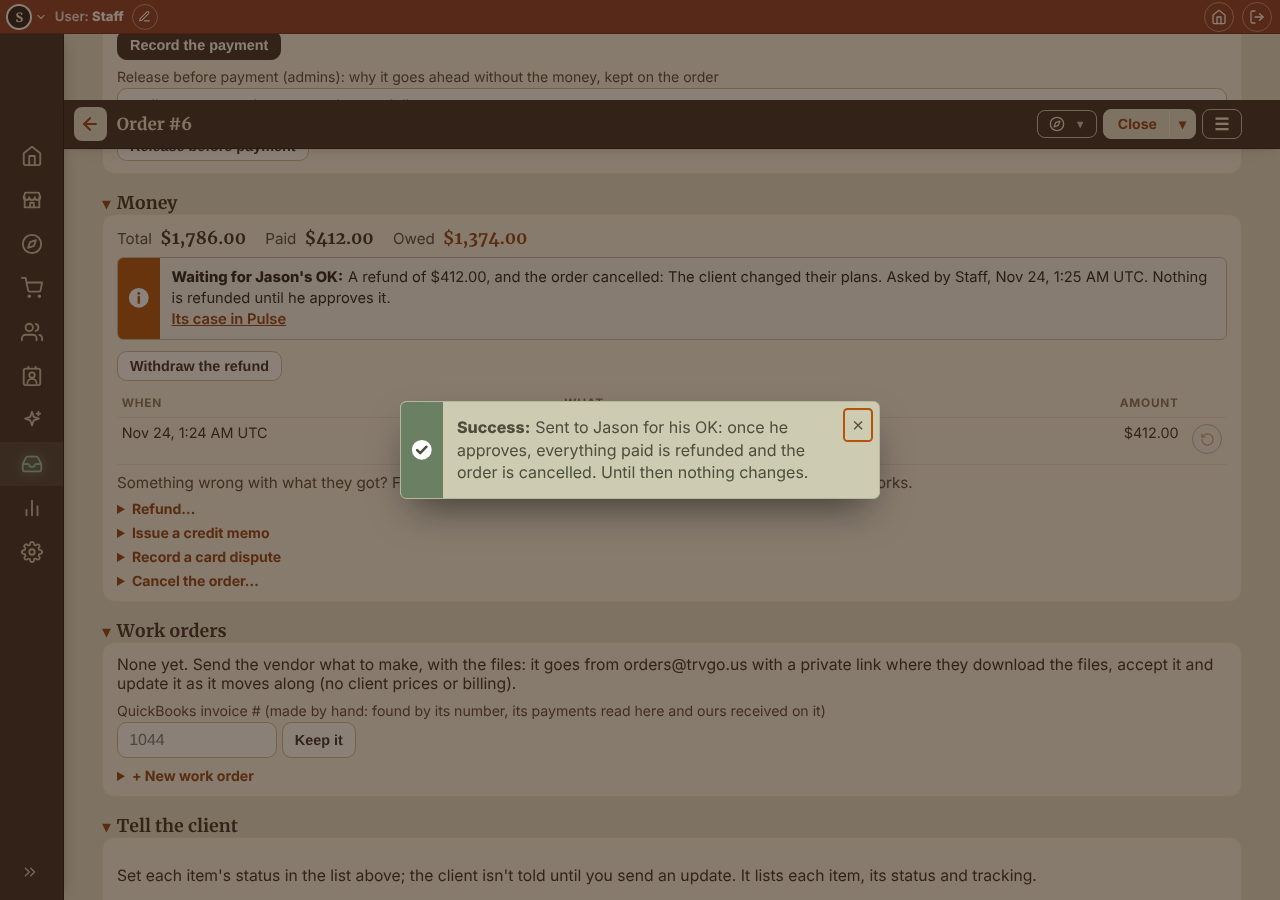 S User: Staff
Record the payment
Release before payment (admins): why it goes ahead without the money, kept on the order
Order #6
Close
Release before payment
Money
Total $1,786.00 Paid $412.00 Owed $1,374.00
Waiting for Jason's OK: A refund of $412.00, and the order cancelled: The client changed their plans. Asked by Staff, Nov 24, 1:25 AM UTC. Nothing
is refunded until he approves it.
Its case in Pulse
Withdraw the refund
WHEN WHAT AMOUNT
Nov 24, 1:24 AM UTC $412.00
Success: Sent to Jason for his OK: once he
approves, everything paid is refunded and the
order is cancelled. Until then nothing changes.
Something wrong with what they got?
Refund...
Issue a credit memo
Record a card dispute
Cancel the order...
Work orders
None yet. Send the vendor what to make, with the files: it goes from orders@trvgo.us with a private link where they download the files, accept it and
update it as it moves along (no client prices or billing).
QuickBooks invoice # (made by hand: found by its number, its payments read here and ours received on it)
1044 Keep it
+ New work order
Tell the client
Set each item's status in the list above; the client isn't told until you send an update. It lists each item, its status and tracking.